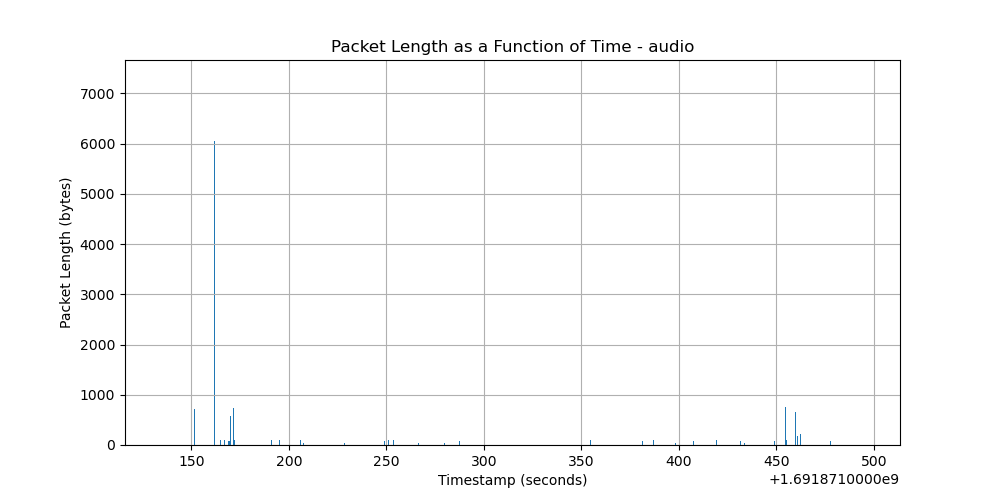 Packet Length as a Function of Time - audio
7000
6000
5000
4000
3000
2000
1000
0
Packet Length (bytes)
150 200 250 300 350 400 450 500
Timestamp (seconds)
+1.6918710000e9